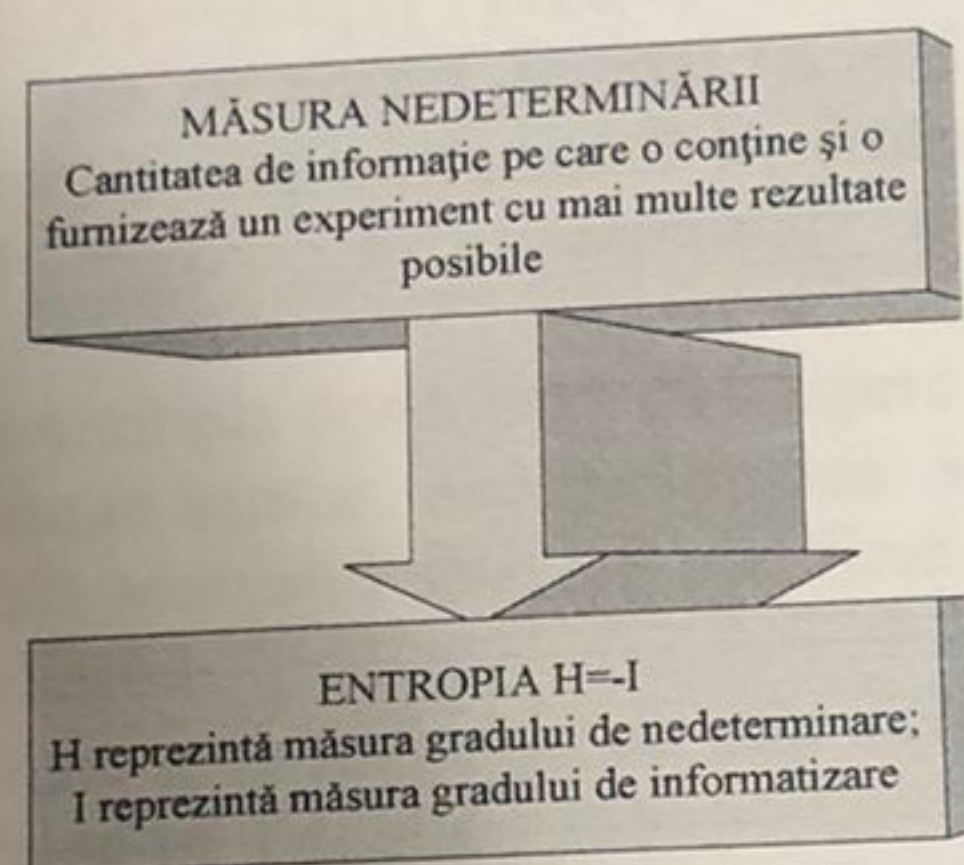 MĂSURA NEDETERMINĂRII
Cantitatea de informaţie pe care o conţine şi o
furnizează un experiment cu mai multe rezultate
posibile
ENTROPIA H=-I
H reprezintă măsura gradului de nedeterminare;
I reprezintă măsura gradului de informatizare